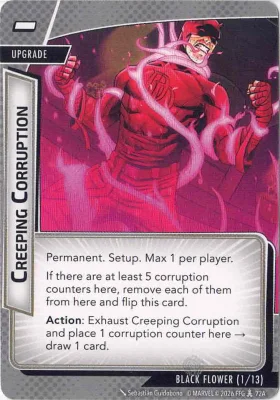 UPGRADE
CREEPING CORRUPTION
Permanent. Setup. Max 1 per player.
If there are at least 5 corruption
counters here, remove each of them
from here and flip this card.
Action: Exhaust Creeping Corruption
and place 1 corruption counter here →
draw 1 card.
BLACK FLOWER (1/13)
Sebastián Guidobono © MARVEL © 2026 FFG 72A